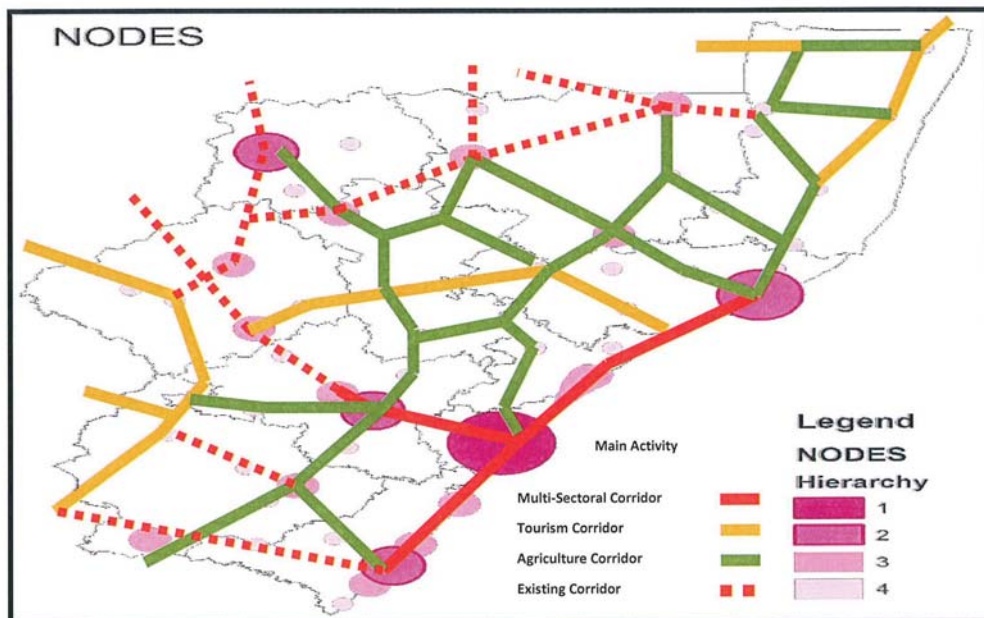 NODES
Main Activity
Multi-Sectoral Corridor
Tourism Corridor
Agriculture Corridor
Existing Corridor
Legend
NODES
Hierarchy
1
2
3
4